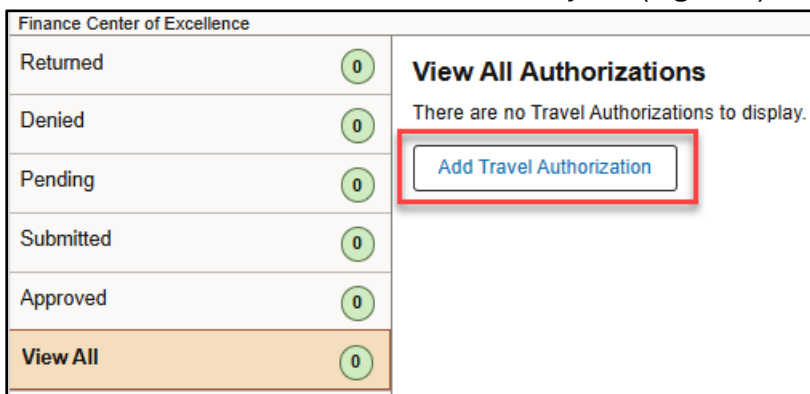 Finance Center of Excellence
Returned 0
Denied 0
Pending 0
Submitted 0
Approved 0
View All 0
View All Authorizations
There are no Travel Authorizations to display.
Add Travel Authorization